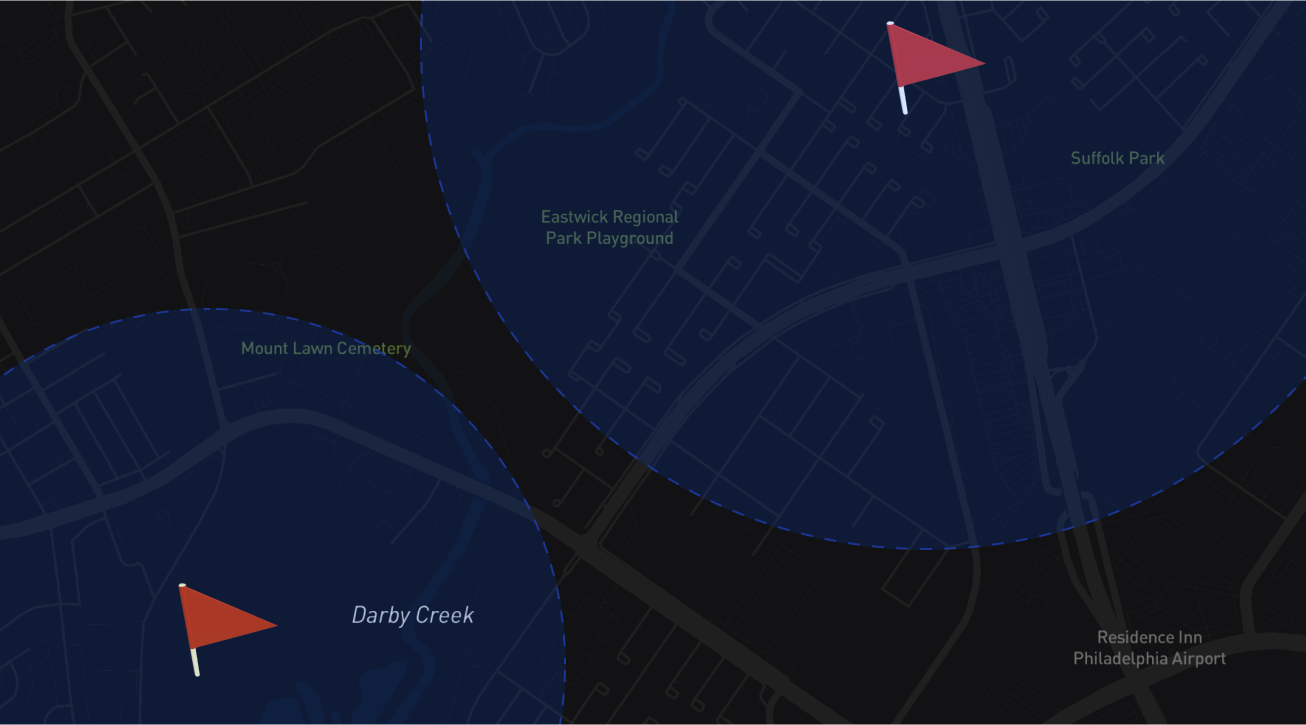 Suffolk Park
Eastwick Regional
Park Playground
Mount Lawn Cemetery
Darby Creek
Residence Inn
Philadelphia Airport